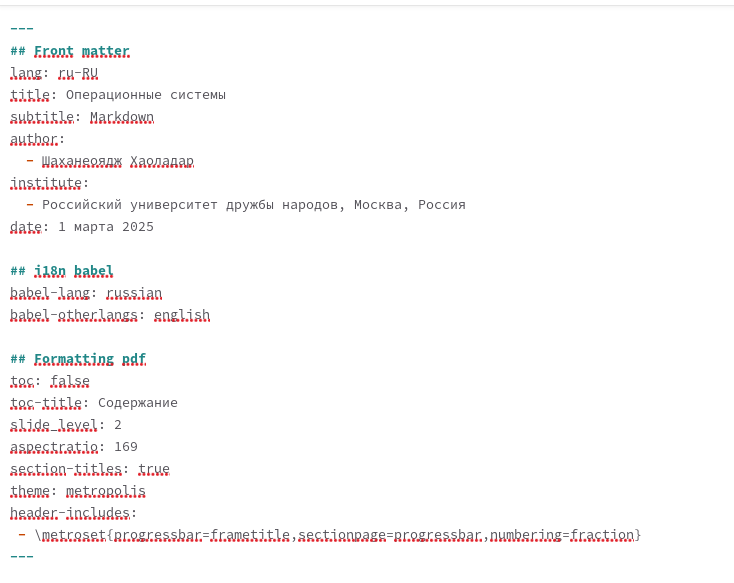 ---
## Front matter
lang: ru-RU
title: Операционные системы
subtitle: Markdown
author:
  - Шаханеоядж Хаоладар
institute:
  - Российский университет дружбы народов, Москва, Россия
date: 1 марта 2025

## i18n babel
babel-lang: russian
babel-otherlangs: english

## Formatting pdf
toc: false
toc-title: Содержание
slide_level: 2
aspectratio: 169
section-titles: true
theme: metropolis
header-includes:
 - \metroset{progressbar=frametitle,sectionpage=progressbar,numbering=fraction}
---